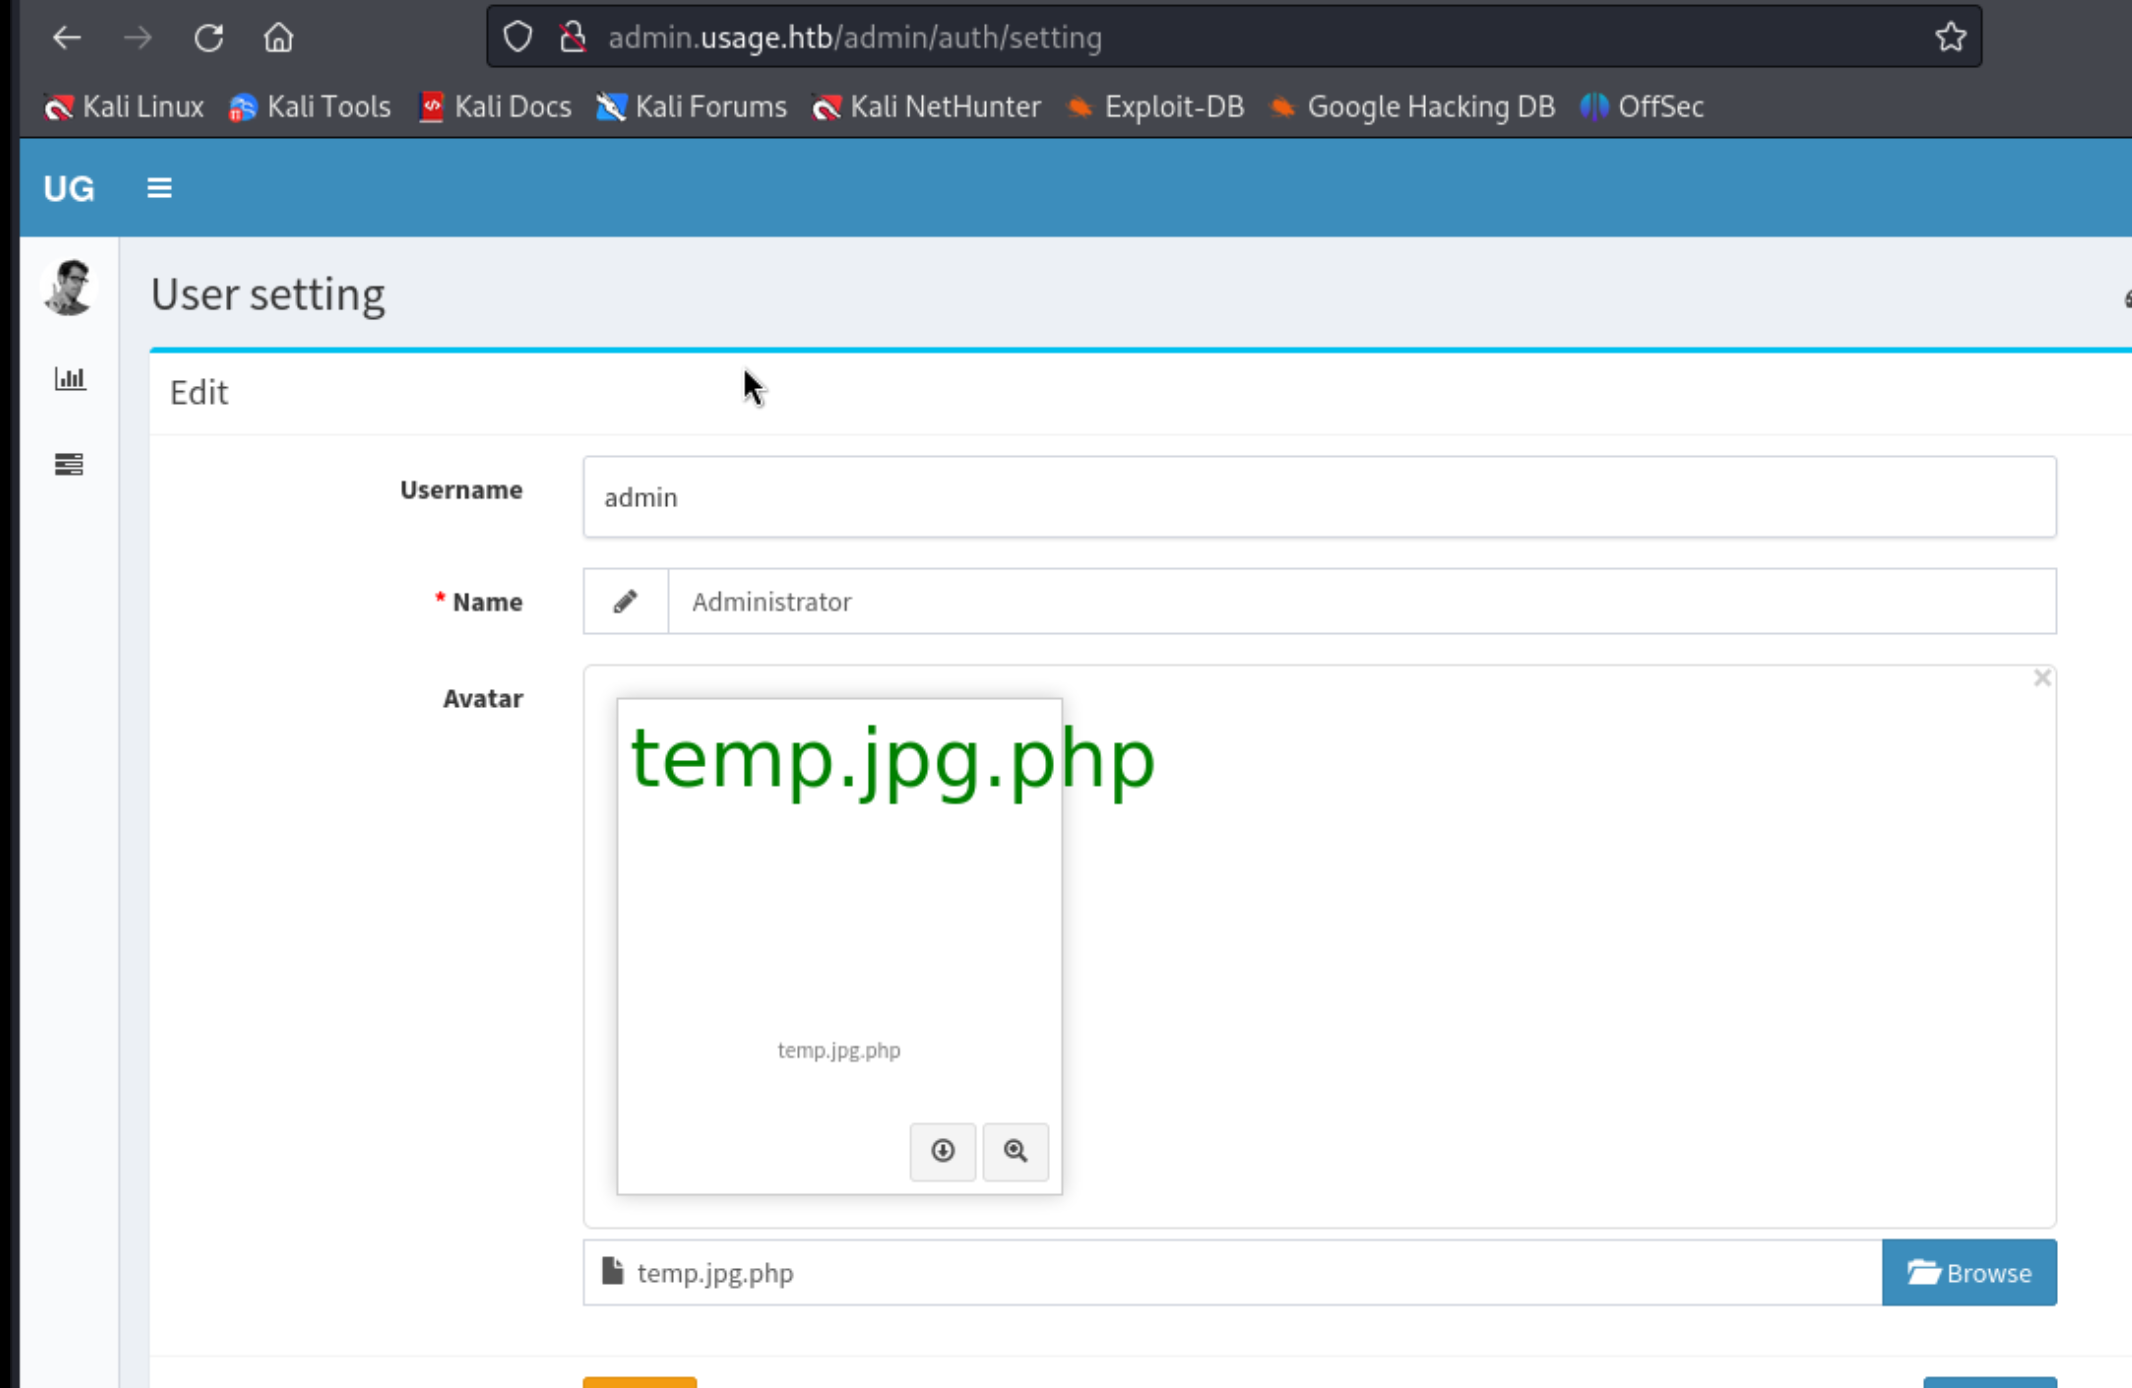 admin.usage.htb/admin/auth/setting
Kali Linux Kali Tools Kali Docs Kali Forums Kali NetHunter Exploit-DB Google Hacking DB OffSec
UG
User setting
Edit
Username admin
* Name Administrator
Avatar
×
temp.jpg.php
temp.jpg.php
temp.jpg.php Browse